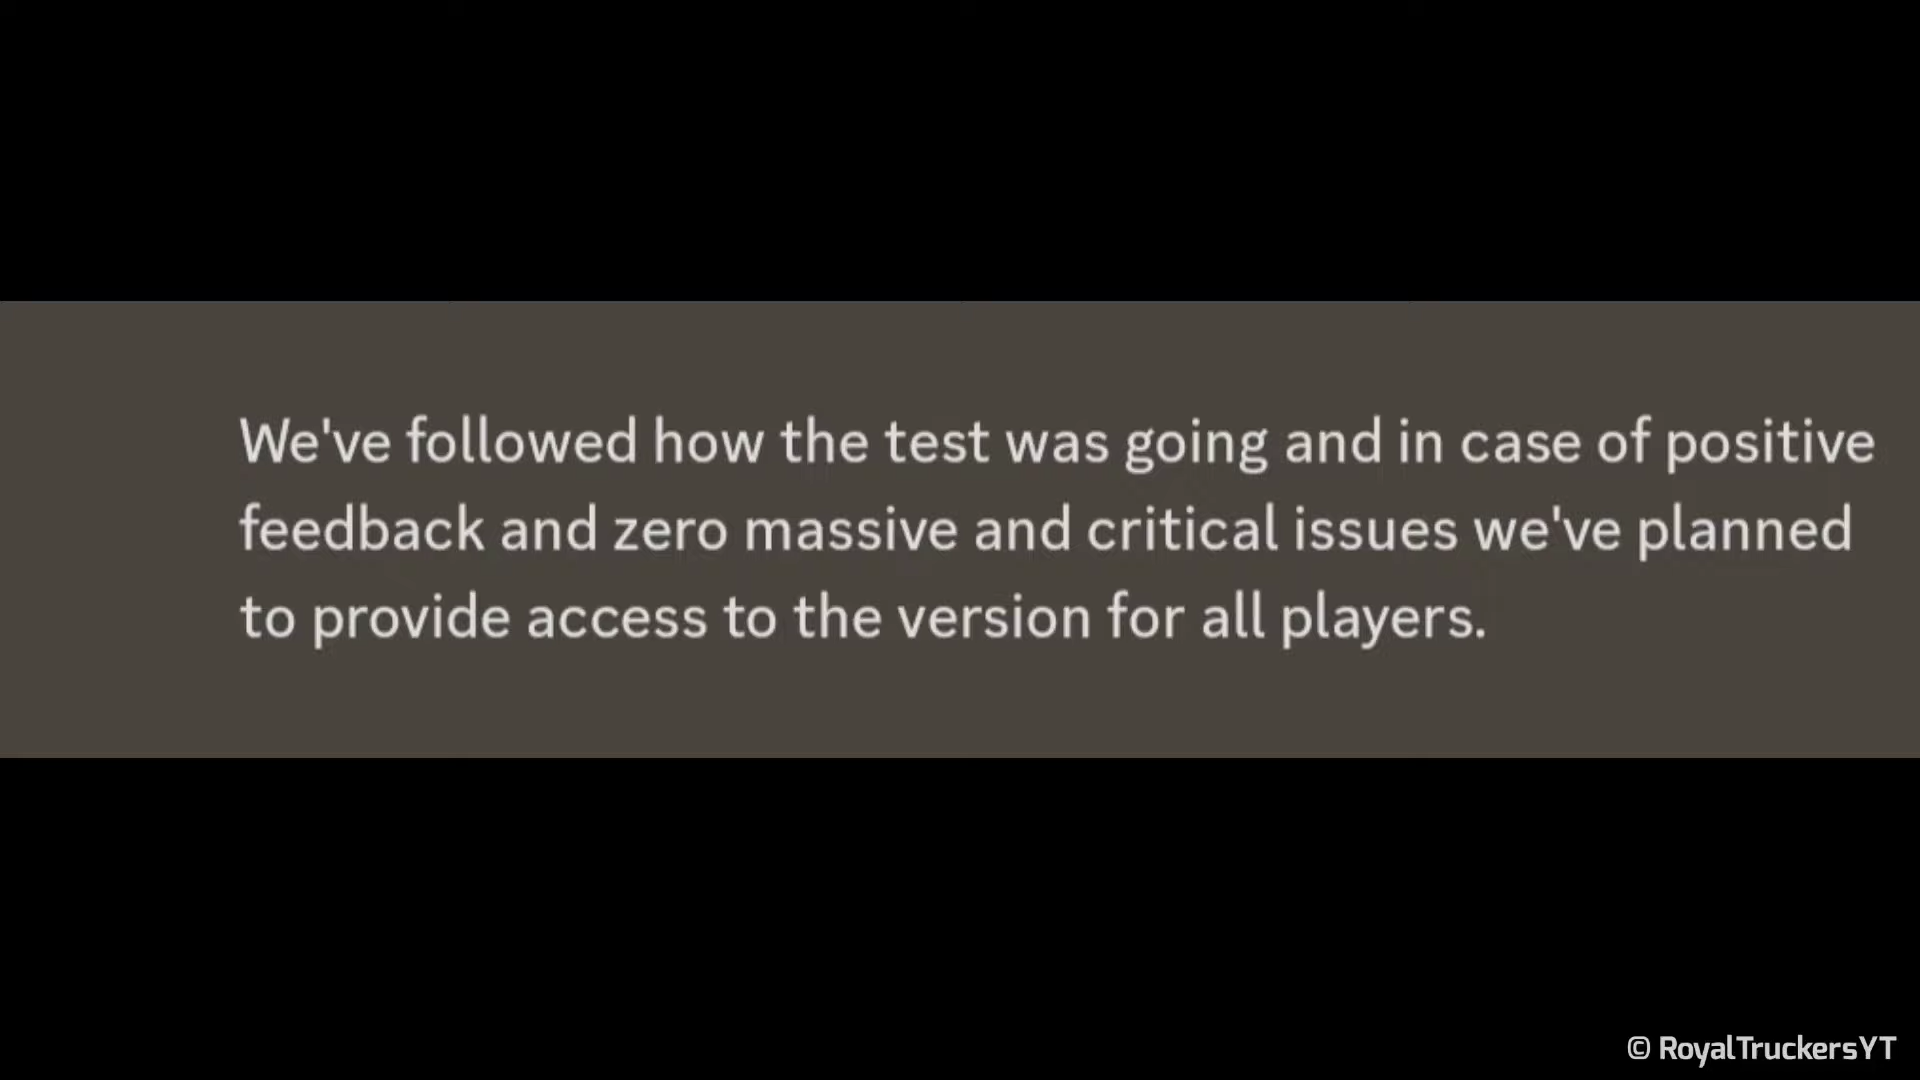 We've followed how the test was going and in case of positive
feedback and zero massive and critical issues we've planned
to provide access to the version for all players.
© RoyalTruckersYT